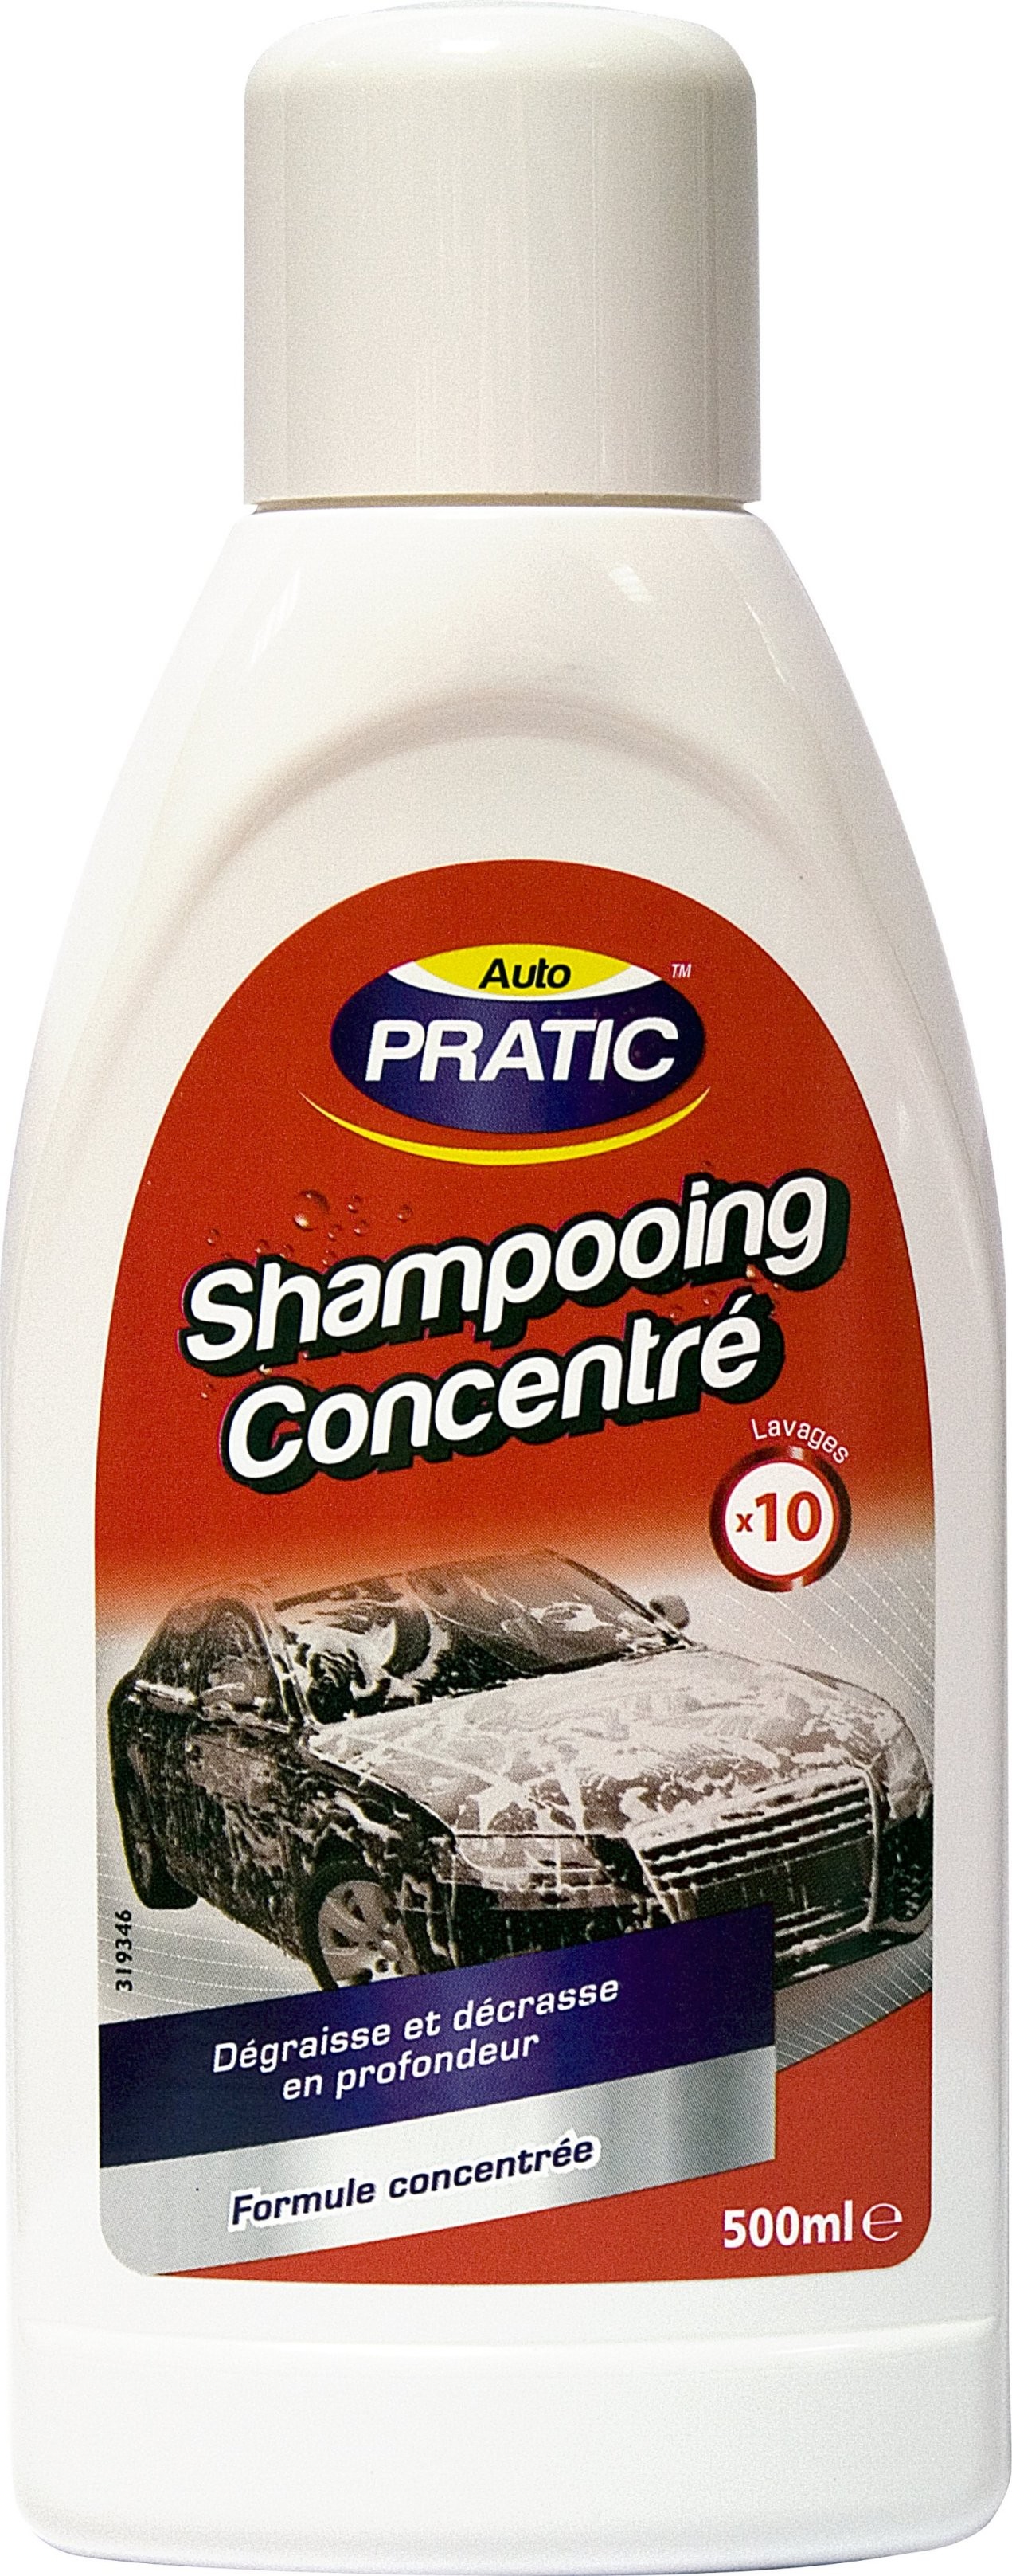 Auto
TM
PRATIC
Shampooing
Concentré
Lavages
x10
319346
Dégraisse et décrasse
en profondeur
Formule concentrée
500ml e